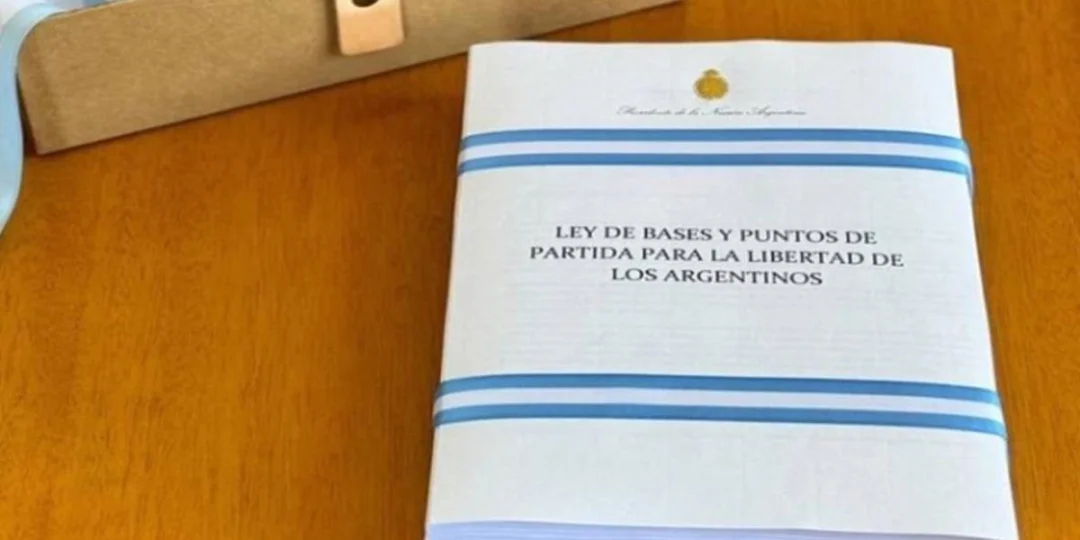 Presidente de la Nación Argentina
LEY DE BASES Y PUNTOS DE
PARTIDA PARA LA LIBERTAD DE
LOS ARGENTINOS